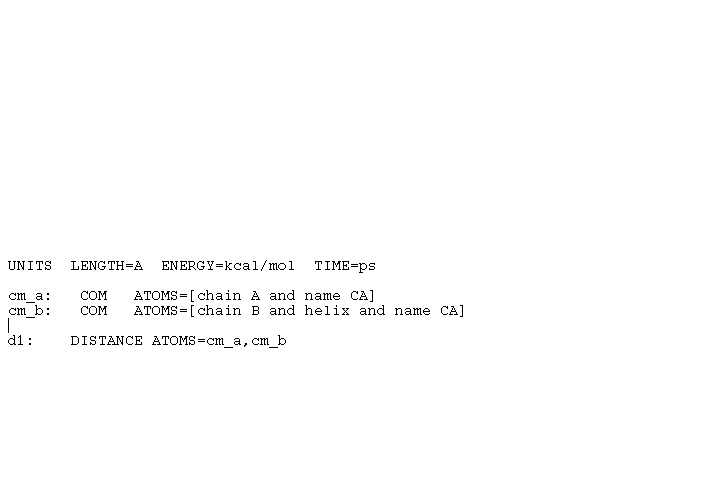 UNITS  LENGTH=A  ENERGY=kcal/mol  TIME=ps
cm_a:   COM   ATOMS=[chain A and name CA]
cm_b:   COM   ATOMS=[chain B and helix and name CA]
d1:    DISTANCE ATOMS=cm_a,cm_b